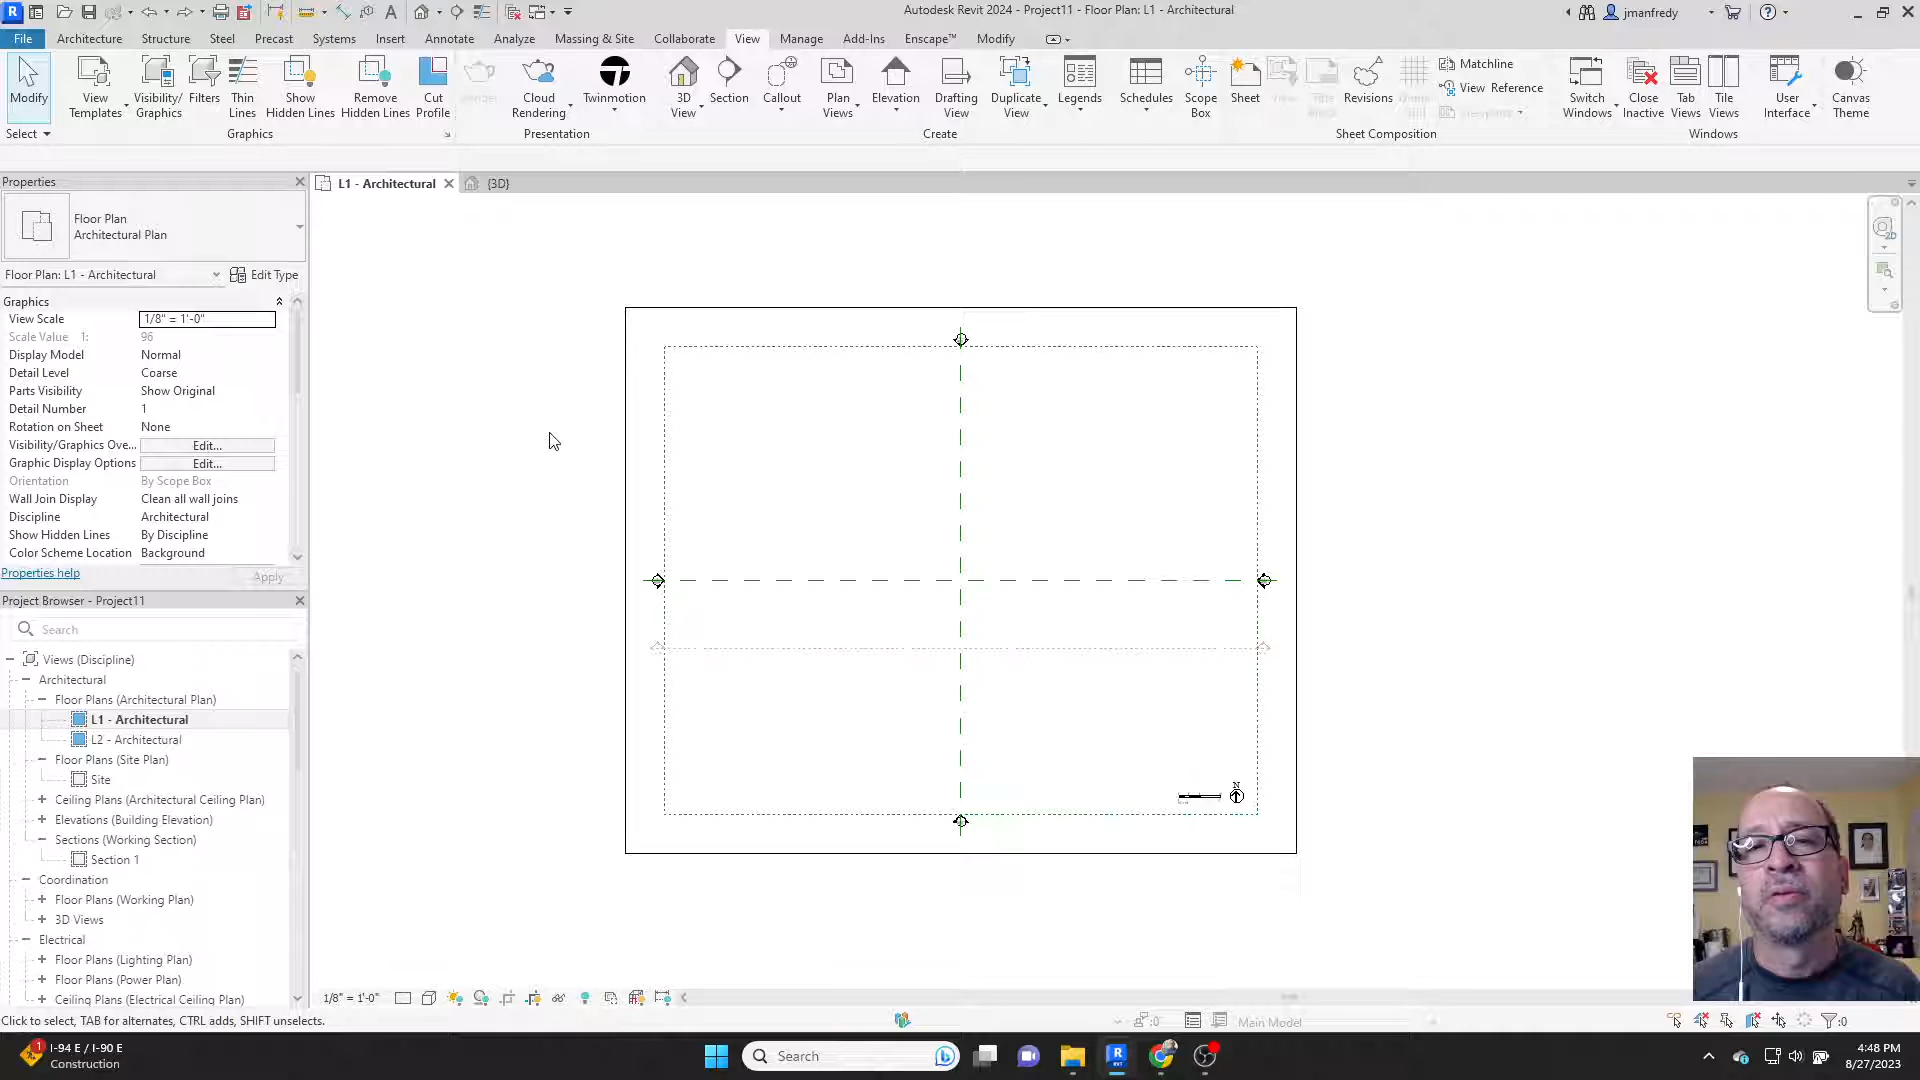 Autodesk Revit 2024 - Project11 - Floor Plan: L1 - Architectural
jmanfredy
File Architecture Structure Steel Precast Systems Insert Annotate Analyze Massing & Site Collaborate View Manage Add-Ins Enscape™ Modify
Modify
View Templates
Visibility/ Graphics
Filters
Thin Lines
Show Hidden Lines
Remove Hidden Lines
Cut Profile
Render
Cloud Rendering
Twinmotion
3D View
Section
Callout
Plan Views
Elevation
Drafting View
Duplicate View
Legends
Schedules
Scope Box
Sheet
Revisions
Matchline
View Reference
Switch Windows
Close Inactive
Tab Views
Tile Views
User Interface
Canvas Theme
Select Graphics Presentation Create Sheet Composition Windows
Properties
L1 - Architectural
{3D}
Floor Plan
Architectural Plan
Floor Plan: L1 - Architectural
Edit Type
Graphics
View Scale 1/8" = 1'-0"
Scale Value 1: 96
Display Model Normal
Detail Level Coarse
Parts Visibility Show Original
Detail Number 1
Rotation on Sheet None
Visibility/Graphics Ove... Edit...
Graphic Display Options Edit...
Orientation By Scope Box
Wall Join Display Clean all wall joins
Discipline Architectural
Show Hidden Lines By Discipline
Color Scheme Location Background
Properties help
Apply
Project Browser - Project11
Search
Views (Discipline)
Architectural
Floor Plans (Architectural Plan)
L1 - Architectural
L2 - Architectural
Floor Plans (Site Plan)
Site
Ceiling Plans (Architectural Ceiling Plan)
Elevations (Building Elevation)
Sections (Working Section)
Section 1
Coordination
Floor Plans (Working Plan)
3D Views
Electrical
Floor Plans (Lighting Plan)
Floor Plans (Power Plan)
Ceiling Plans (Electrical Ceiling Plan)
N
1/8" = 1'-0"
Click to select, TAB for alternates, CTRL adds, SHIFT unselects.
:0
Main Model
:0
1
I-94 E / I-90 E
Construction
Search
4:48 PM
8/27/2023